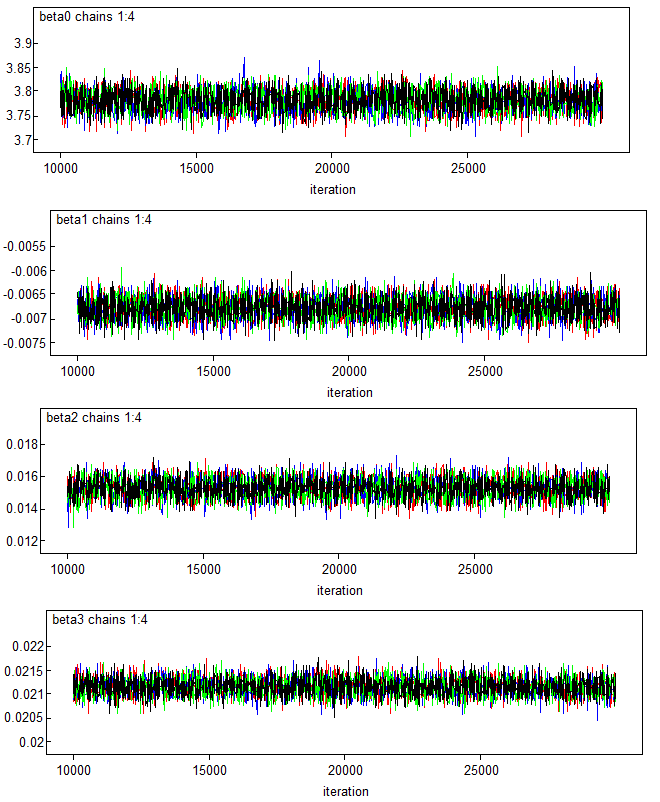 beta0 chains 1:4
3.9
3.85
3.8
3.75
3.7
10000 15000 20000 25000
iteration
beta1 chains 1:4
-0.0055
-0.006
-0.0065
-0.007
-0.0075
10000 15000 20000 25000
iteration
beta2 chains 1:4
0.018
0.016
0.014
0.012
10000 15000 20000 25000
iteration
beta3 chains 1:4
0.022
0.0215
0.021
0.0205
0.02
10000 15000 20000 25000
iteration